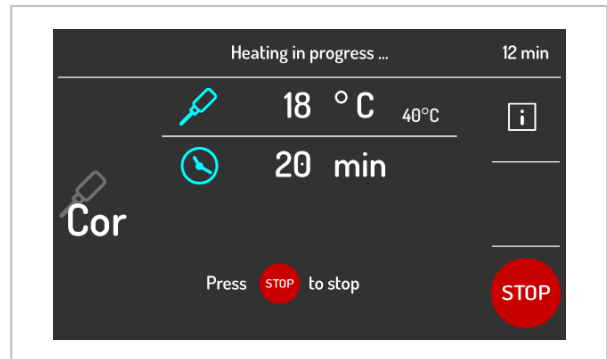 Heating in progress ... 12 min
18 °C 40°C
i
20 min
Cor
Press STOP to stop
STOP